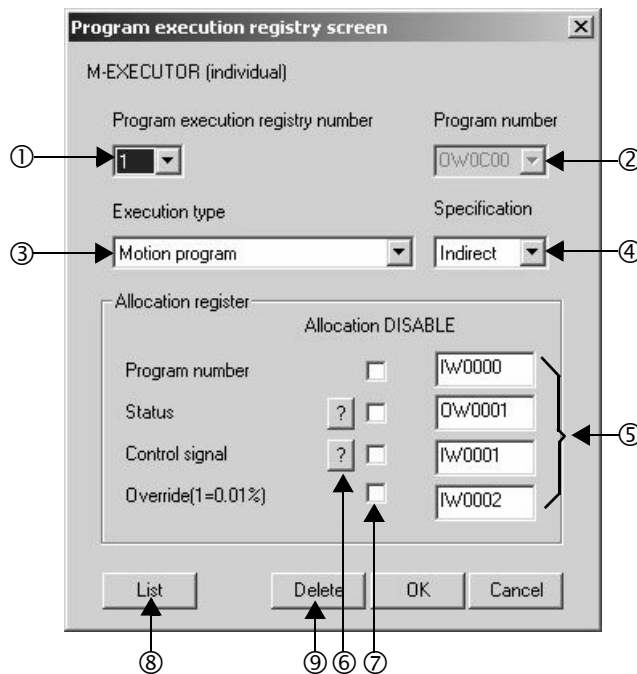 Program execution registry screen
M-EXECUTOR (individual)
Program execution registry number Program number
① 1 OW0C00 ②
Execution type Specification
③ Motion program Indirect ④
Allocation register
Allocation DISABLE
Program number IW0000
Status ? OW0001
⑤
Control signal ? IW0001
Override(1=0.01%) IW0002
List Delete OK Cancel
⑧ ⑨ ⑥ ⑦